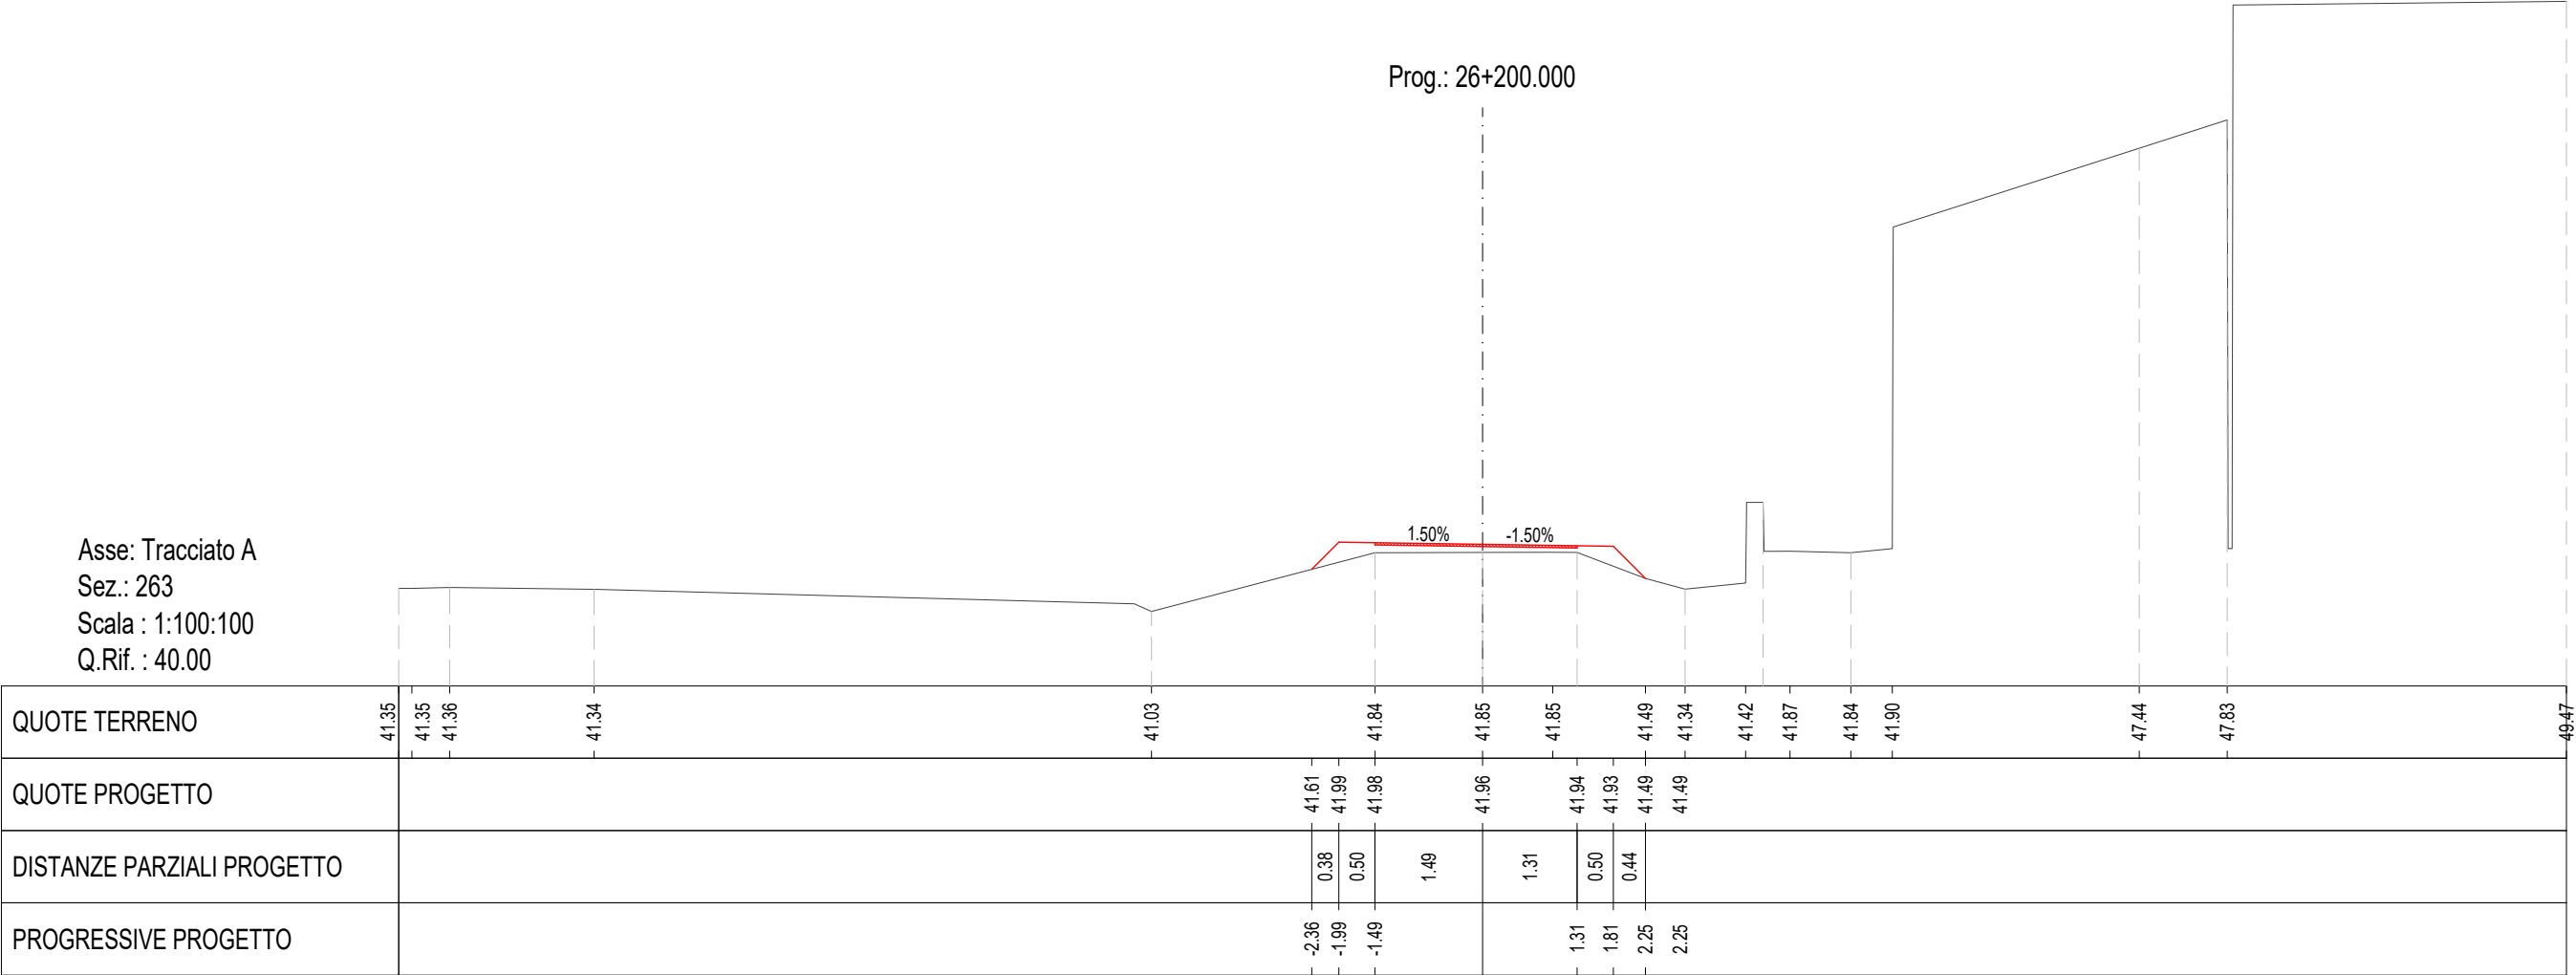 Prog.: 26+200.000
1.50% -1.50%
Asse: Tracciato A
Sez.: 263
Scala : 1:100:100
Q.Rif. : 40.00
QUOTE TERRENO 41.35 41.35 41.36 41.34 41.03 41.84 41.85 41.85 41.49 41.34 41.42 41.87 41.84 41.90 47.44 47.83 49.47
QUOTE PROGETTO 41.61 41.99 41.98 41.96 41.94 41.93 41.49 41.49
DISTANZE PARZIALI PROGETTO 0.38 0.50 1.49 1.31 0.50 0.44
PROGRESSIVE PROGETTO -2.36 -1.99 -1.49 1.31 1.81 2.25 2.25